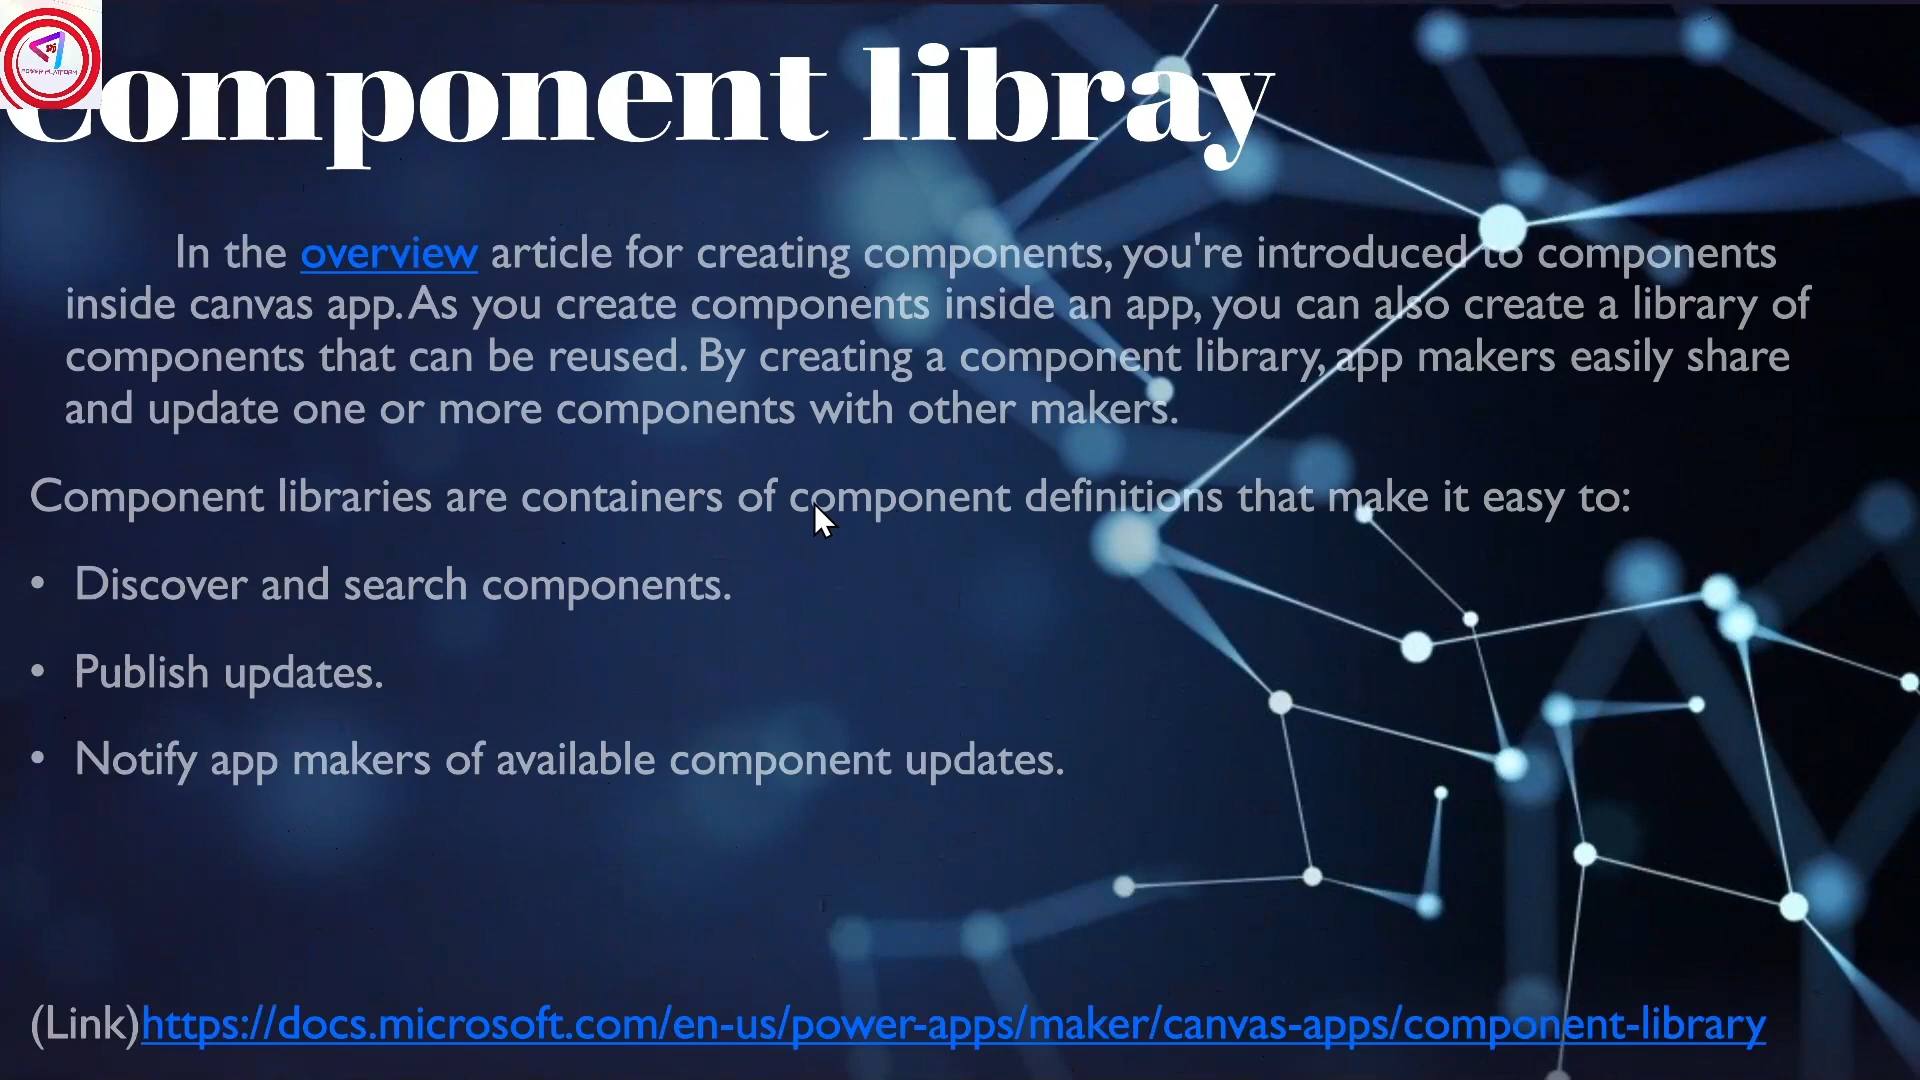 Component libray
In the overview article for creating components, you're introduced to components
inside canvas app. As you create components inside an app, you can also create a library of
components that can be reused. By creating a component library, app makers easily share
and update one or more components with other makers.
Component libraries are containers of component definitions that make it easy to:
• Discover and search components.
• Publish updates.
• Notify app makers of available component updates.
(Link)https://docs.microsoft.com/en-us/power-apps/maker/canvas-apps/component-library
POWER PLATFORM